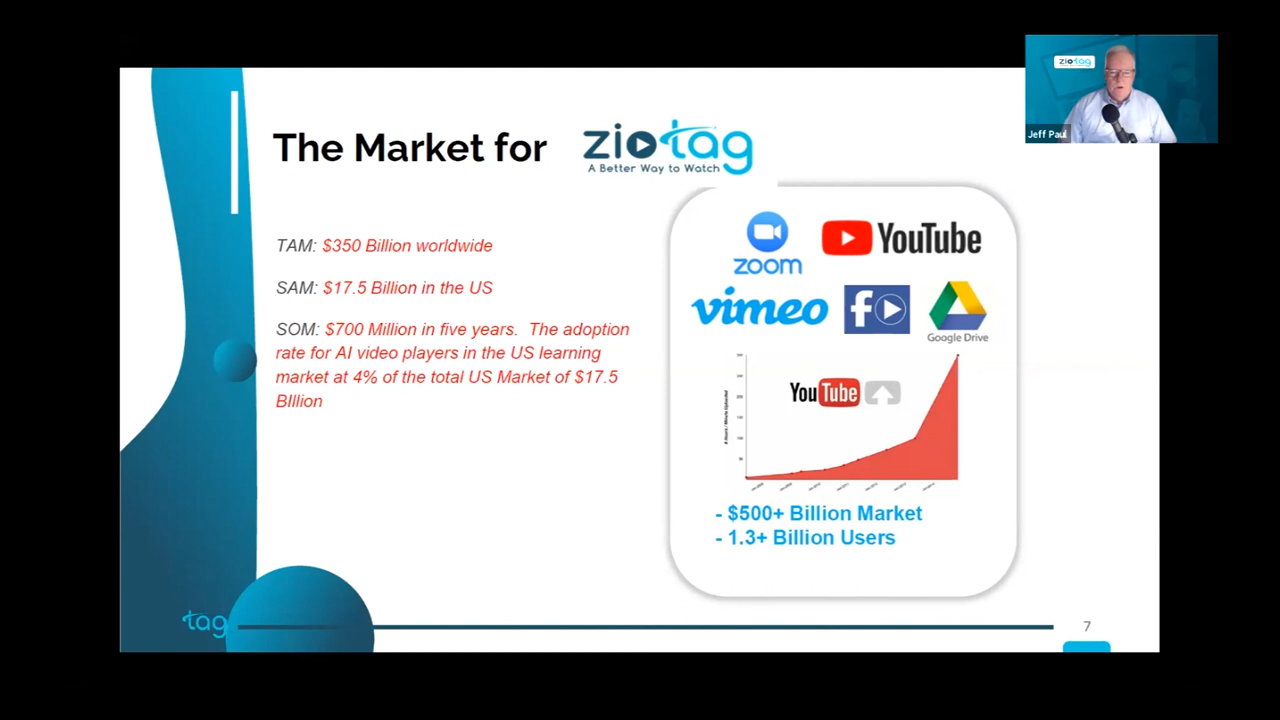 ziotag
Jeff Paul
The Market for
ziotag
A Better Way to Watch
TAM: $350 Billion worldwide
SAM: $17.5 Billion in the US
SOM: $700 Million in five years. The adoption
rate for AI video players in the US learning
market at 4% of the total US Market of $17.5
BIllion
zoom
YouTube
vimeo
f
Google Drive
YouTube
- $500+ Billion Market
- 1.3+ Billion Users
tag
7